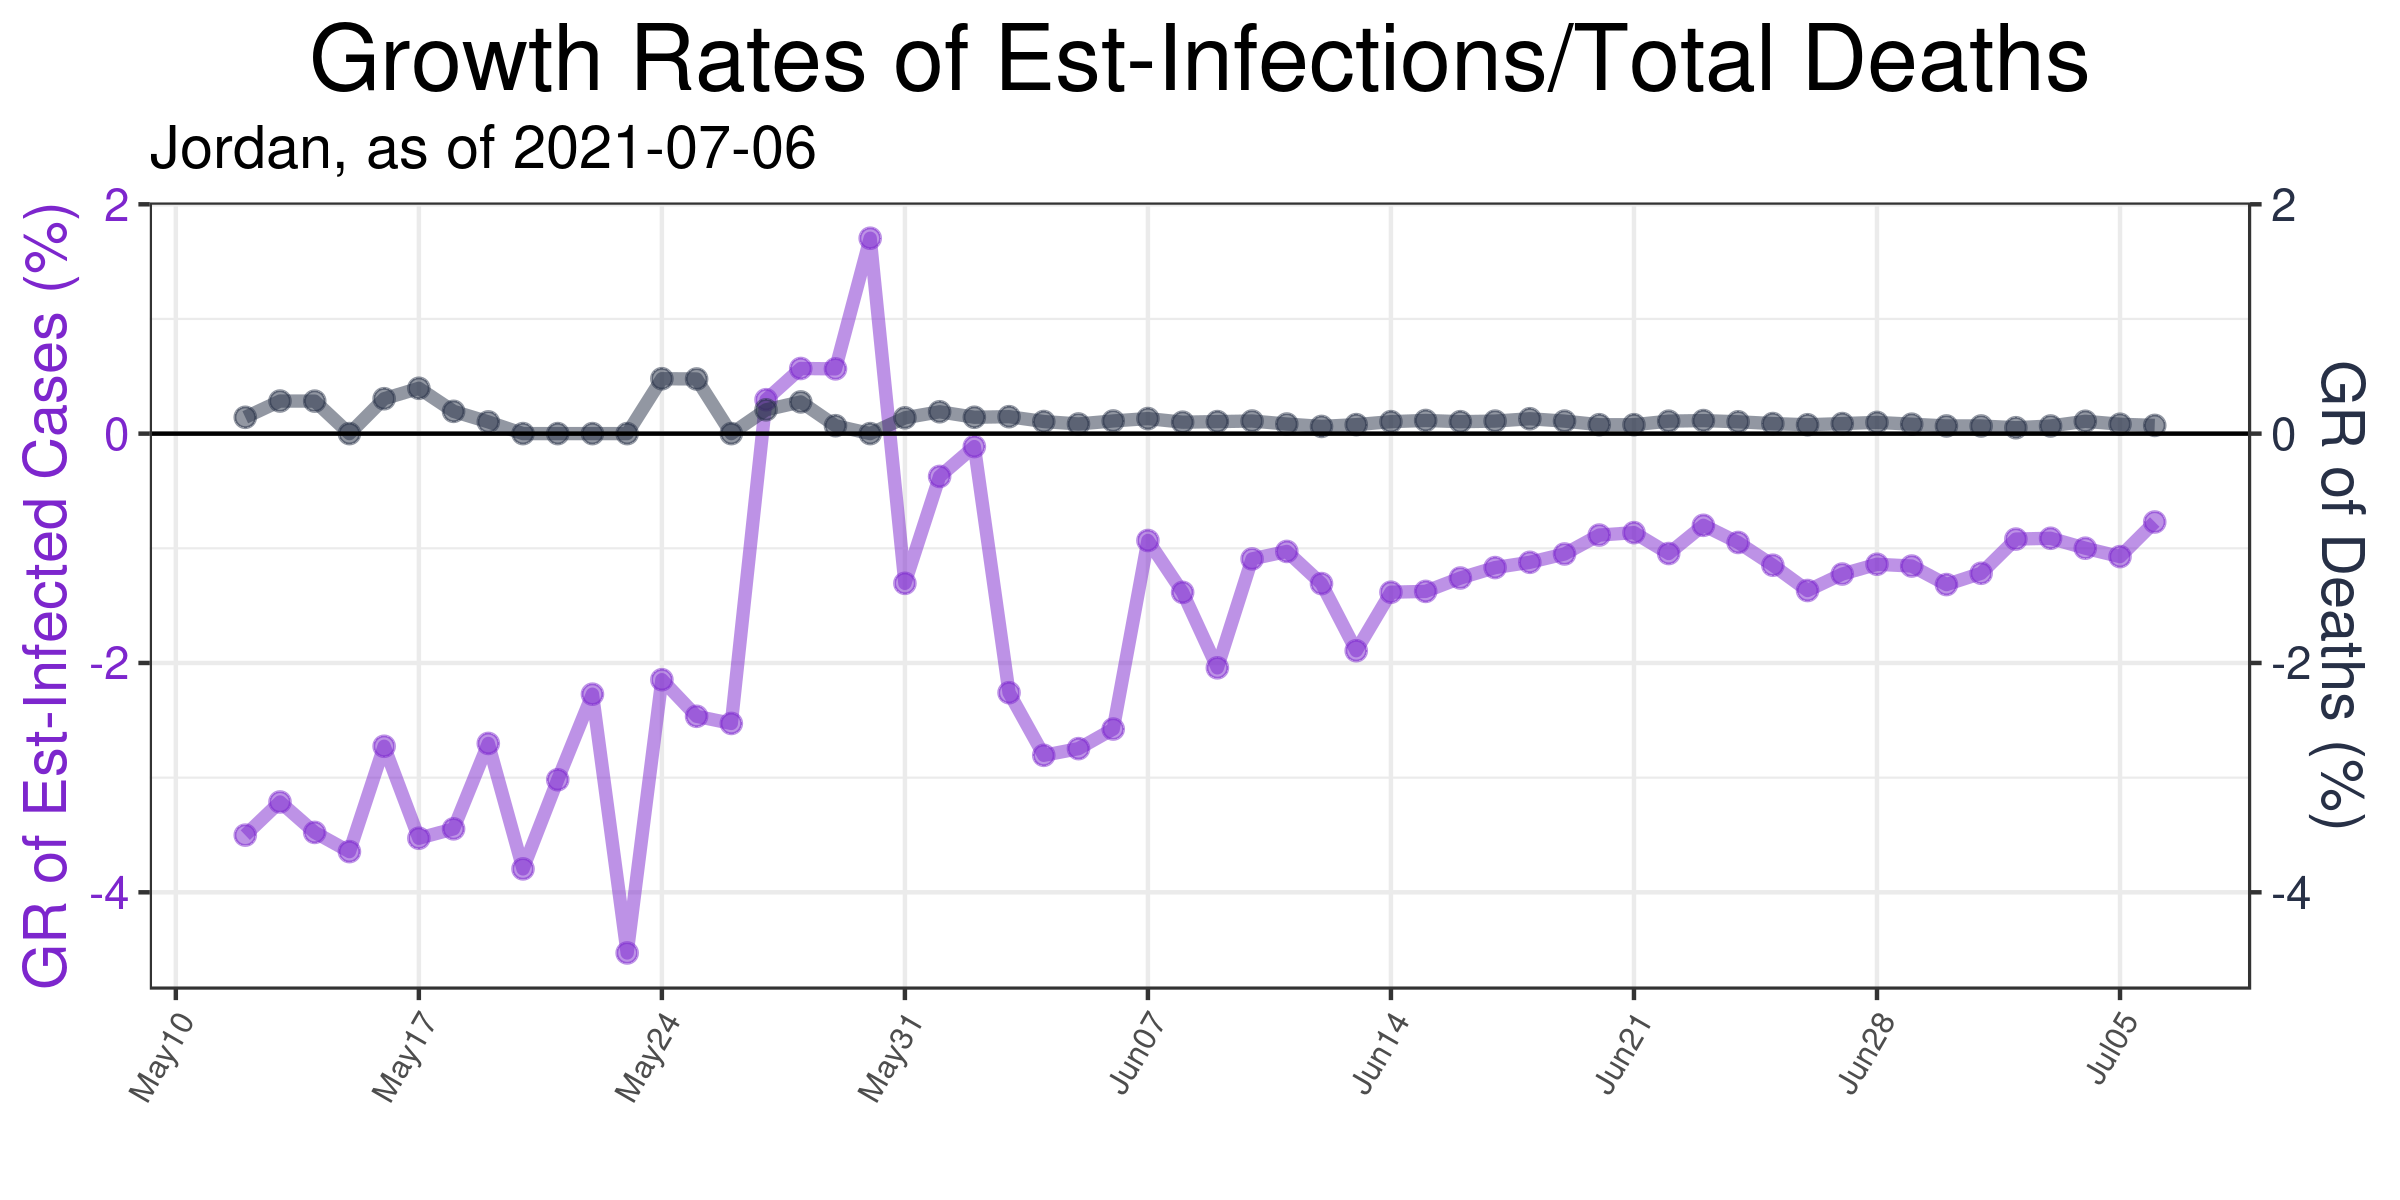 Growth Rates of Est-Infections/Total Deaths
Jordan, as of 2021-07-06
GR of Est-Infected Cases (%)
2
0
-2
-4
2
0
-2
-4
GR of Deaths (%)
May10
May17
May24
May31
Jun07
Jun14
Jun21
Jun28
Jul05